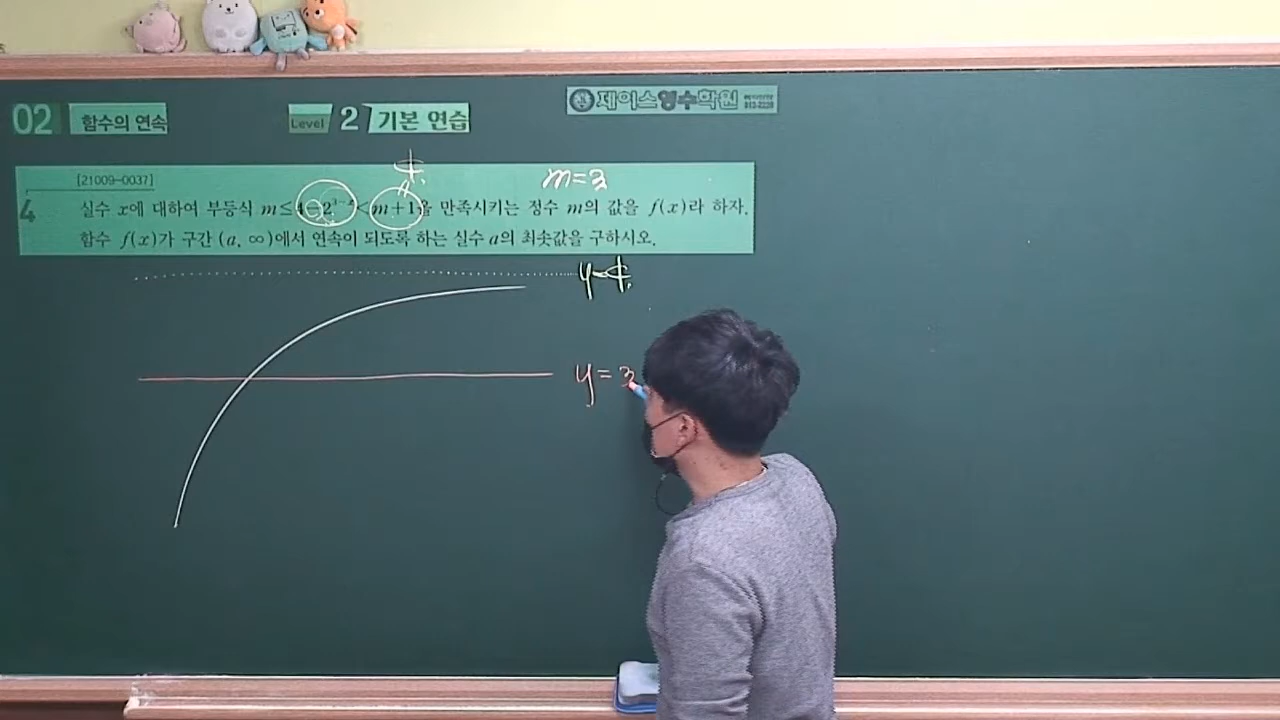 02 함수의 연속 Level 2 기본 연습 제이스영수학원
[21009-0037]
4 m=3
실수 x에 대하여 부등식 m≤4-2 <m+1을 만족시키는 정수 m의 값을 f(x)라 하자.
함수 f(x)가 구간 (a, ∞)에서 연속이 되도록 하는 실수 a의 최솟값을 구하시오.
y=4
y=3